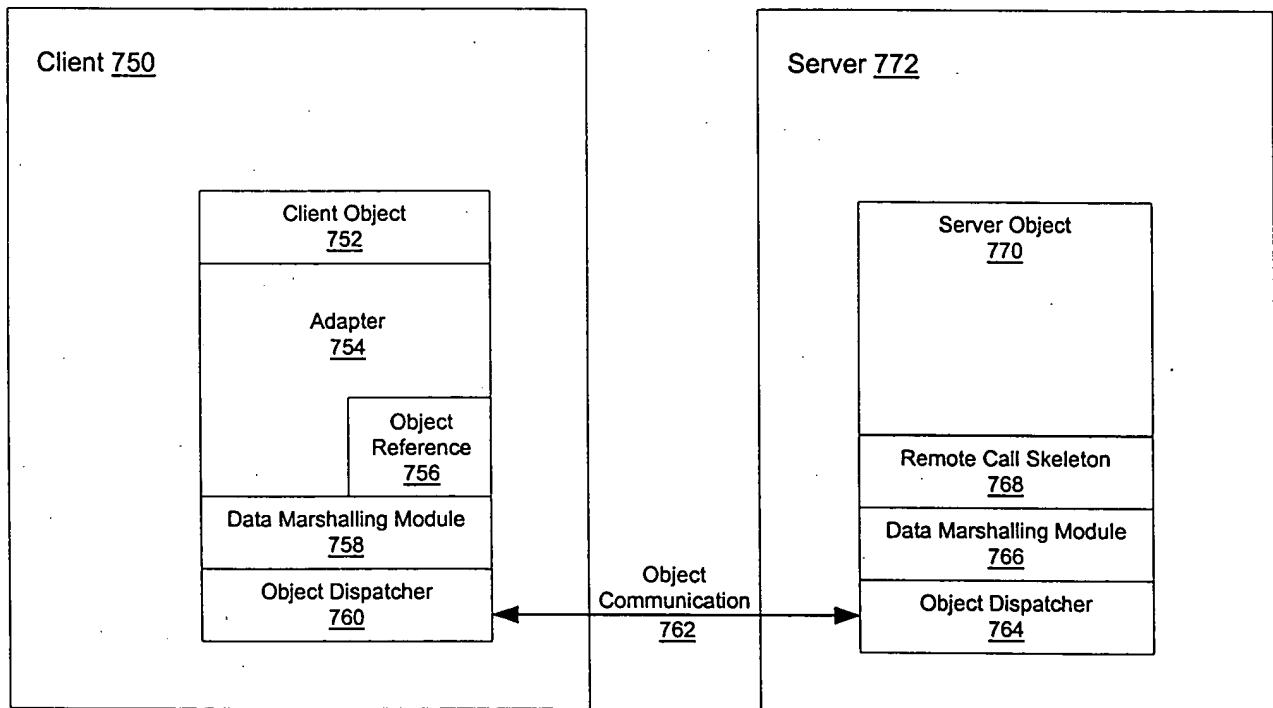 Client 750
Server 772
Client Object
752
Adapter
754
Object
Reference
756
Data Marshalling Module
758
Object Dispatcher
760
Object
Communication
762
Server Object
770
Remote Call Skeleton
768
Data Marshalling Module
766
Object Dispatcher
764